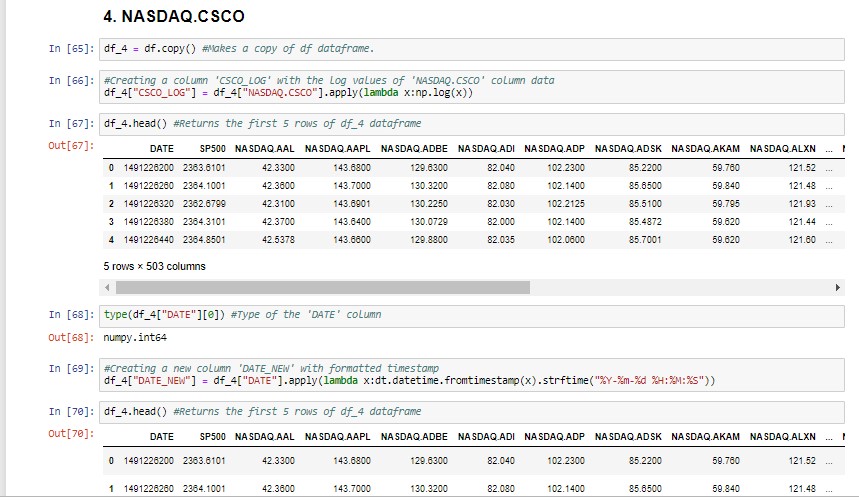 4. NASDAQ.CSCO
In [65]: df_4 = df.copy() #Makes a copy of df dataframe.
In [66]: #Creating a column 'CSCO_LOG' with the log values of 'NASDAQ.CSCO' column data
df_4["CSCO_LOG"] = df_4["NASDAQ.CSCO"].apply(lambda x:np.log(x))
In [67]: df_4.head() #Returns the first 5 rows of df_4 dataframe
Out[67]: DATE SP500 NASDAQ.AAL NASDAQ.AAPL NASDAQ.ADBE NASDAQ.ADI NASDAQ.ADP NASDAQ.ADSK NASDAQ.AKAM NASDAQ.ALXN ...
0 1491226200 2363.6101 42.3300 143.6800 129.6300 82.040 102.2300 85.2200 59.760 121.52 ...
1 1491226260 2364.1001 42.3600 143.7000 130.3200 82.080 102.1400 85.6500 59.840 121.48 ...
2 1491226320 2362.6799 42.3100 143.6901 130.2250 82.030 102.2125 85.5100 59.795 121.93 ...
3 1491226380 2364.3101 42.3700 143.6400 130.0729 82.000 102.1400 85.4872 59.620 121.44 ...
4 1491226440 2364.8501 42.5378 143.6600 129.8800 82.035 102.0600 85.7001 59.620 121.60 ...
5 rows × 503 columns
In [68]: type(df_4["DATE"][0]) #Type of the 'DATE' column
Out[68]: numpy.int64
In [69]: #Creating a new column 'DATE_NEW' with formatted timestamp
df_4["DATE_NEW"] = df_4["DATE"].apply(lambda x:dt.datetime.fromtimestamp(x).strftime("%Y-%m-%d %H:%M:%S"))
In [70]: df_4.head() #Returns the first 5 rows of df_4 dataframe
Out[70]: DATE SP500 NASDAQ.AAL NASDAQ.AAPL NASDAQ.ADBE NASDAQ.ADI NASDAQ.ADP NASDAQ.ADSK NASDAQ.AKAM NASDAQ.ALXN ...
0 1491226200 2363.6101 42.3300 143.6800 129.6300 82.040 102.2300 85.2200 59.760 121.52 ...
1 1491226260 2364.1001 42.3600 143.7000 130.3200 82.080 102.1400 85.6500 59.840 121.48 ...